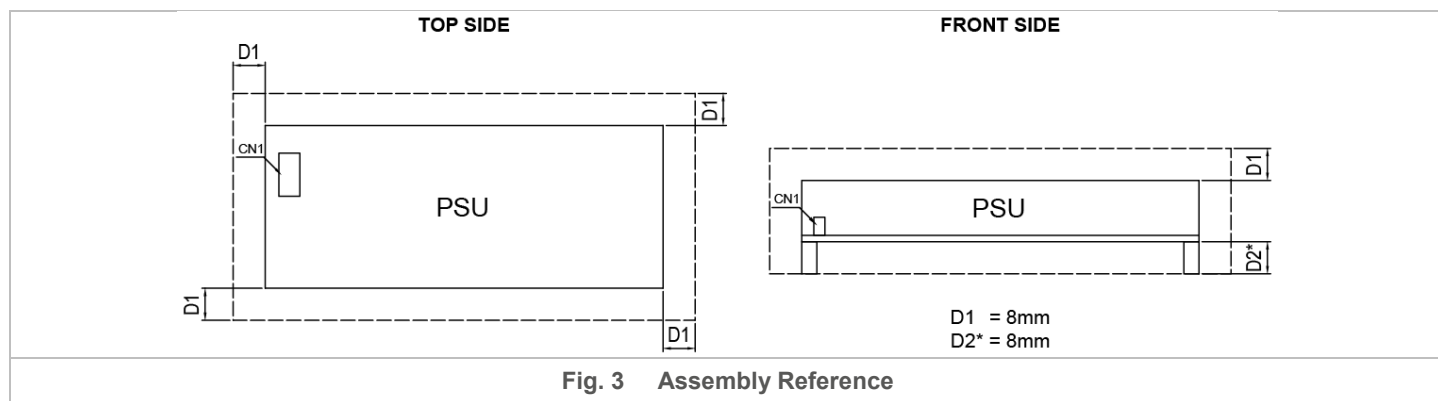 TOP SIDE
D1
D1
CN1
PSU
D1
D1
FRONT SIDE
D1
CN1
PSU
D2*
D1 = 8mm
D2* = 8mm
Fig. 3 Assembly Reference